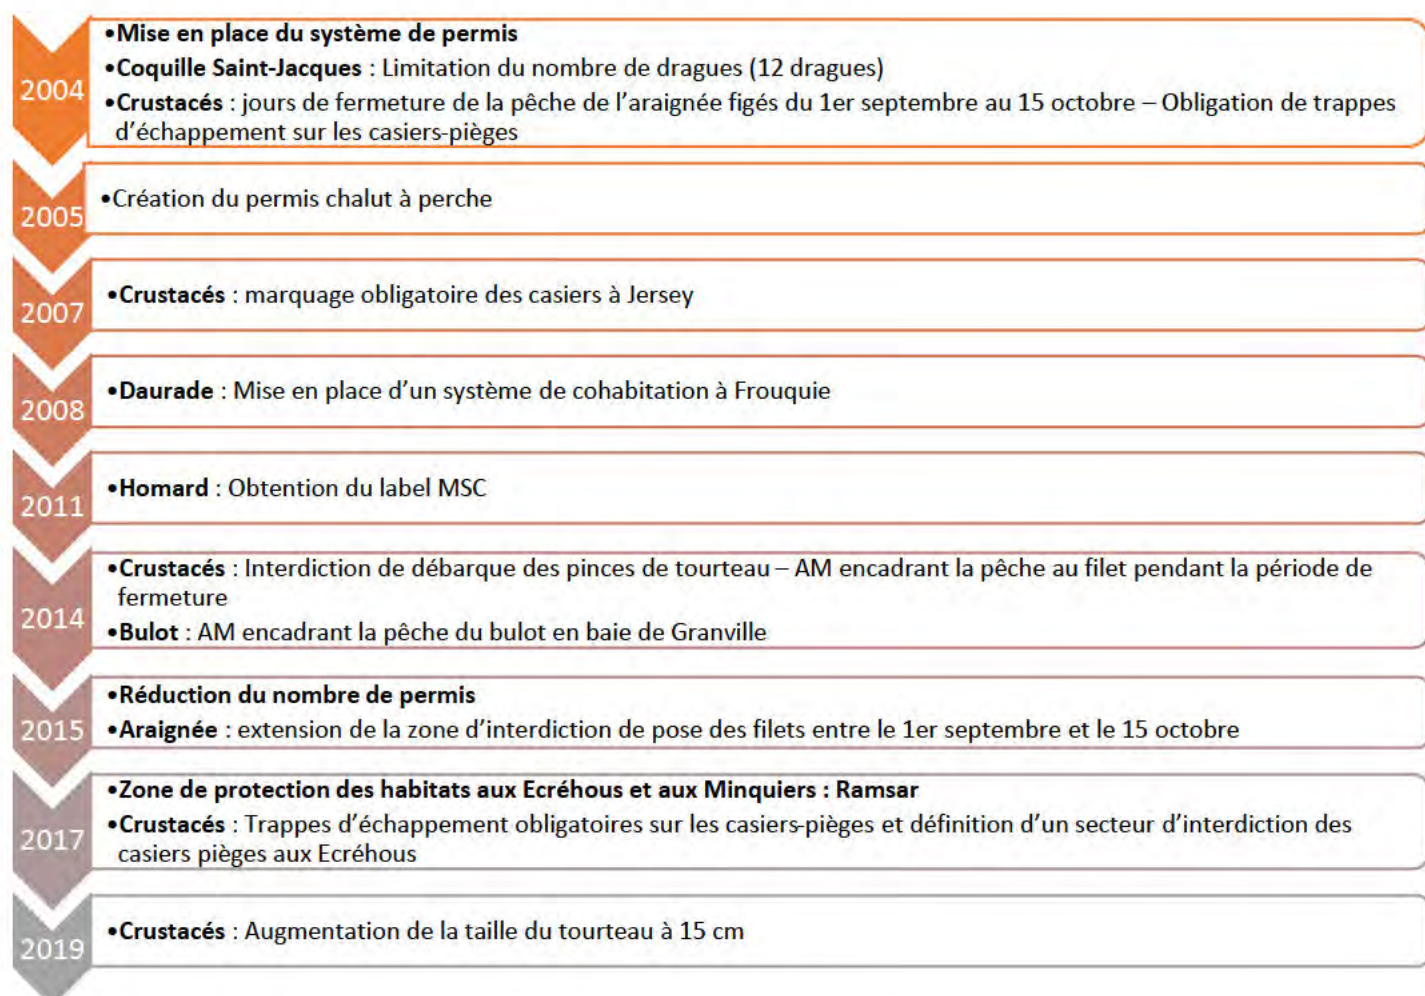 2004
•Mise en place du système de permis
•Coquille Saint-Jacques : Limitation du nombre de dragues (12 dragues)
•Crustacés : jours de fermeture de la pêche de l’araignée figés du 1er septembre au 15 octobre – Obligation de trappes
d’échappement sur les casiers-pièges
2005
•Création du permis chalut à perche
2007
•Crustacés : marquage obligatoire des casiers à Jersey
2008
•Daurade : Mise en place d’un système de cohabitation à Frouquie
2011
•Homard : Obtention du label MSC
2014
•Crustacés : Interdiction de débarque des pinces de tourteau – AM encadrant la pêche au filet pendant la période de
fermeture
•Bulot : AM encadrant la pêche du bulot en baie de Granville
2015
•Réduction du nombre de permis
•Araignée : extension de la zone d’interdiction de pose des filets entre le 1er septembre et le 15 octobre
2017
•Zone de protection des habitats aux Ecréhous et aux Minquiers : Ramsar
•Crustacés : Trappes d’échappement obligatoires sur les casiers-pièges et définition d’un secteur d’interdiction des
casiers pièges aux Ecréhous
2019
•Crustacés : Augmentation de la taille du tourteau à 15 cm